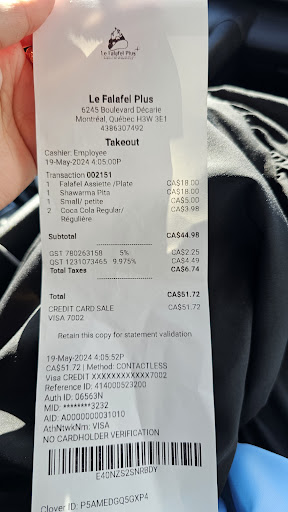 Le Falafel Plus
Le Falafel Plus
6245 Boulevard Décarie
Montréal, Québec H3W 3E1
4386307492
Takeout
Cashier: Employee
19-May-2024 4:05:00P
Transaction 002151
1 Falafel Assiette /Plate CA$18.00
1 Shawarma Pita CA$18.00
1 Small/ petite CA$5.00
2 Coca Cola Regular/ CA$3.98
Régulière
Subtotal CA$44.98
GST 780263158 5% CA$2.25
QST 1231073465 9.975% CA$4.49
Total Taxes CA$6.74
Total CA$51.72
CREDIT CARD SALE CA$51.72
VISA 7002
Retain this copy for statement validation
19-May-2024 4:05:52P
CA$51.72 | Method: CONTACTLESS
Visa CREDIT XXXXXXXXXXXX7002
Reference ID: 414000523200
Auth ID: 06563N
MID: ********3232
AID: A0000000031010
AthNtwkNm: VISA
NO CARDHOLDER VERIFICATION
E40NZS2SNR8DY
Clover ID: P5AMEDGQ5GXP4